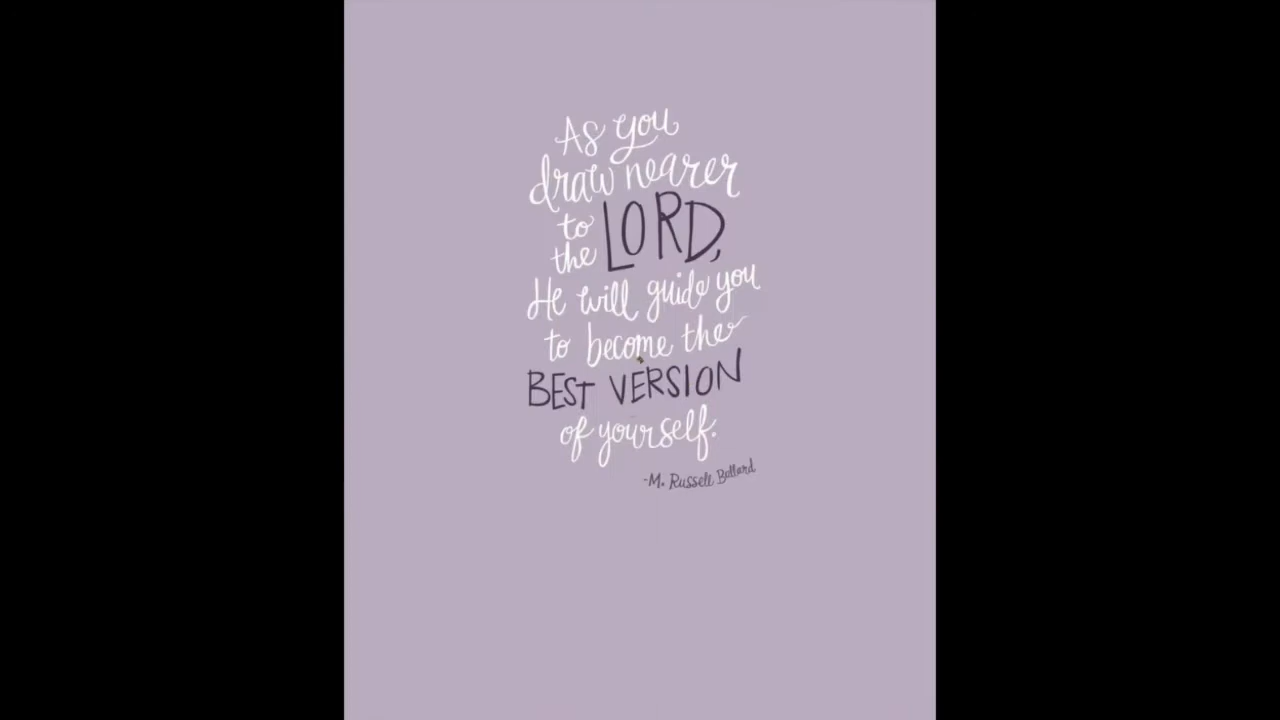 As you
draw nearer
to
the LORD,
He will guide you
to become the
BEST VERSION
of yourself.
-M. Russell Ballard